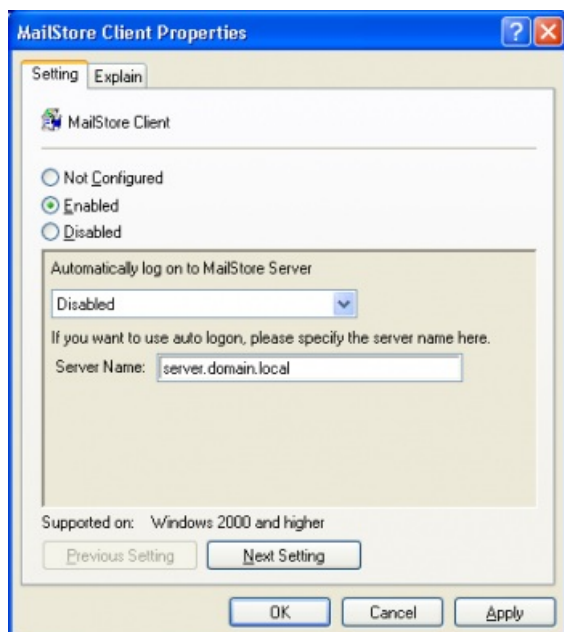 MailStore Client Properties
Setting
Explain
MailStore Client
Not Configured
Enabled
Disabled
Automatically log on to MailStore Server
Disabled
If you want to use auto logon, please specify the server name here.
Server Name: server.domain.local
Supported on: Windows 2000 and higher
Previous Setting
Next Setting
OK
Cancel
Apply